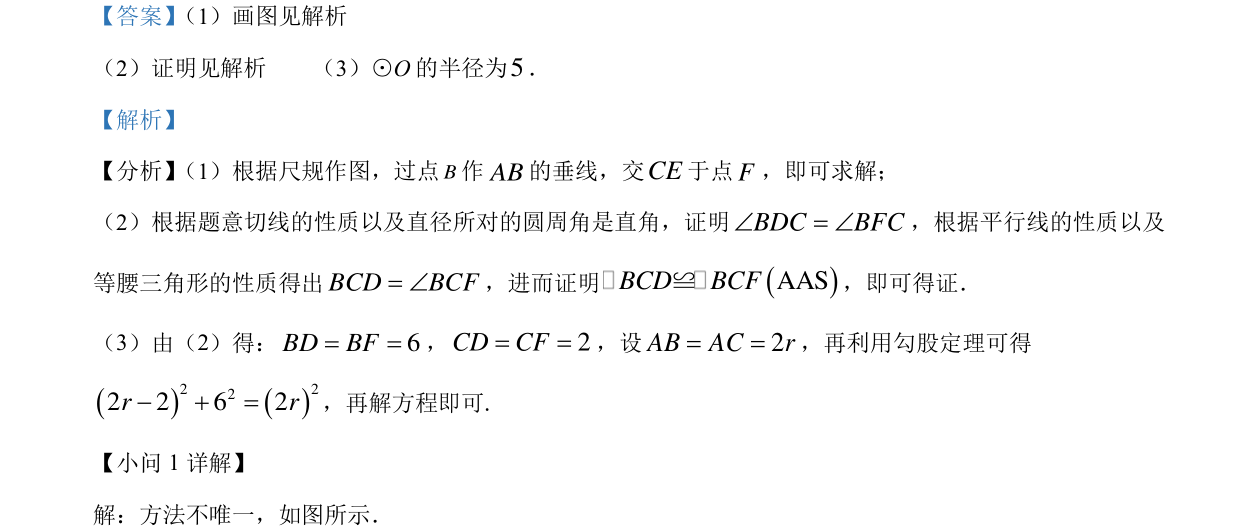 【答案】（1）画图见解析
（2）证明见解析 （3）⊙O 的半径为5．
【解析】
【分析】（1）根据尺规作图，过点 B 作 AB 的垂线，交 CE 于点 F ，即可求解；
（2）根据题意切线的性质以及直径所对的圆周角是直角，证明 ∠BDC = ∠BFC ，根据平行线的性质以及
等腰三角形的性质得出 BCD = ∠BCF ，进而证明 □ BCD≌□ BCF (AAS)，即可得证．
（3）由（2）得： BD = BF = 6 ， CD = CF = 2 ，设 AB = AC = 2r ，再利用勾股定理可得
(2r − 2)² + 6² = (2r)² ，再解方程即可.
【小问 1 详解】
解：方法不唯一，如图所示．